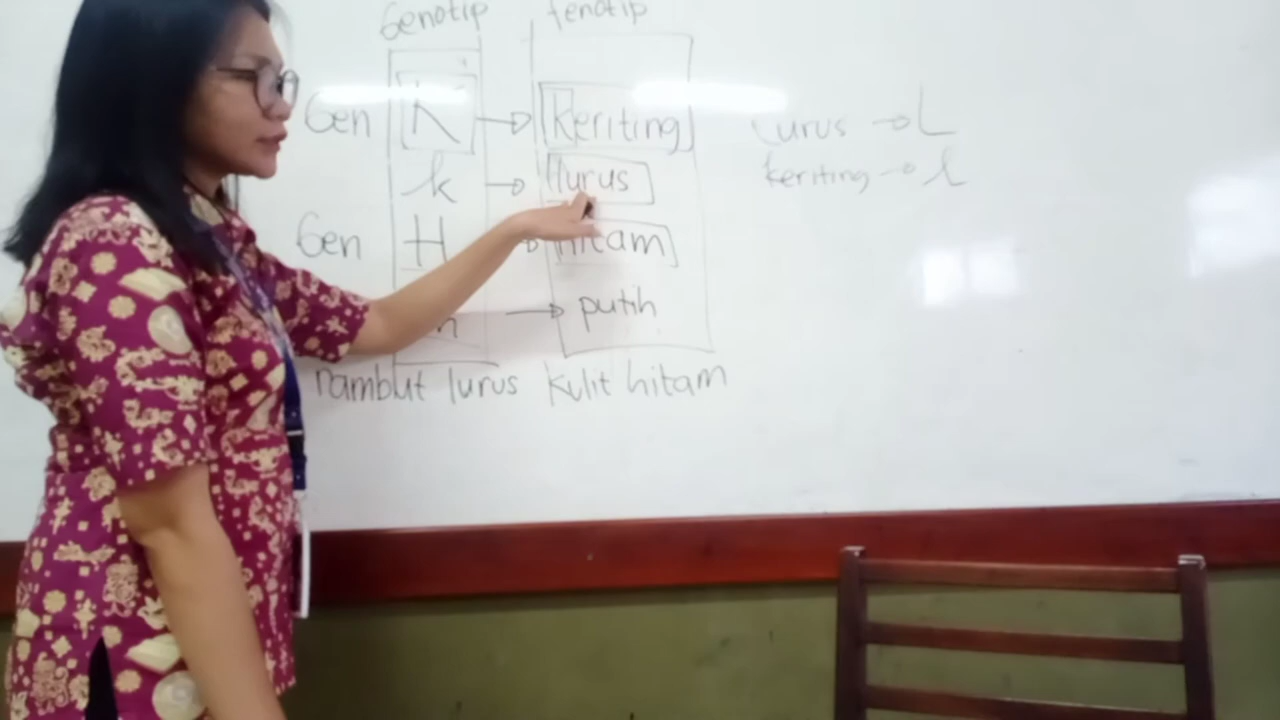 Genotip fenotip
Gen K → Keriting
k → lurus
Gen H → hitam
h → putih
rambut lurus kulit hitam
Lurus → L
keriting → l